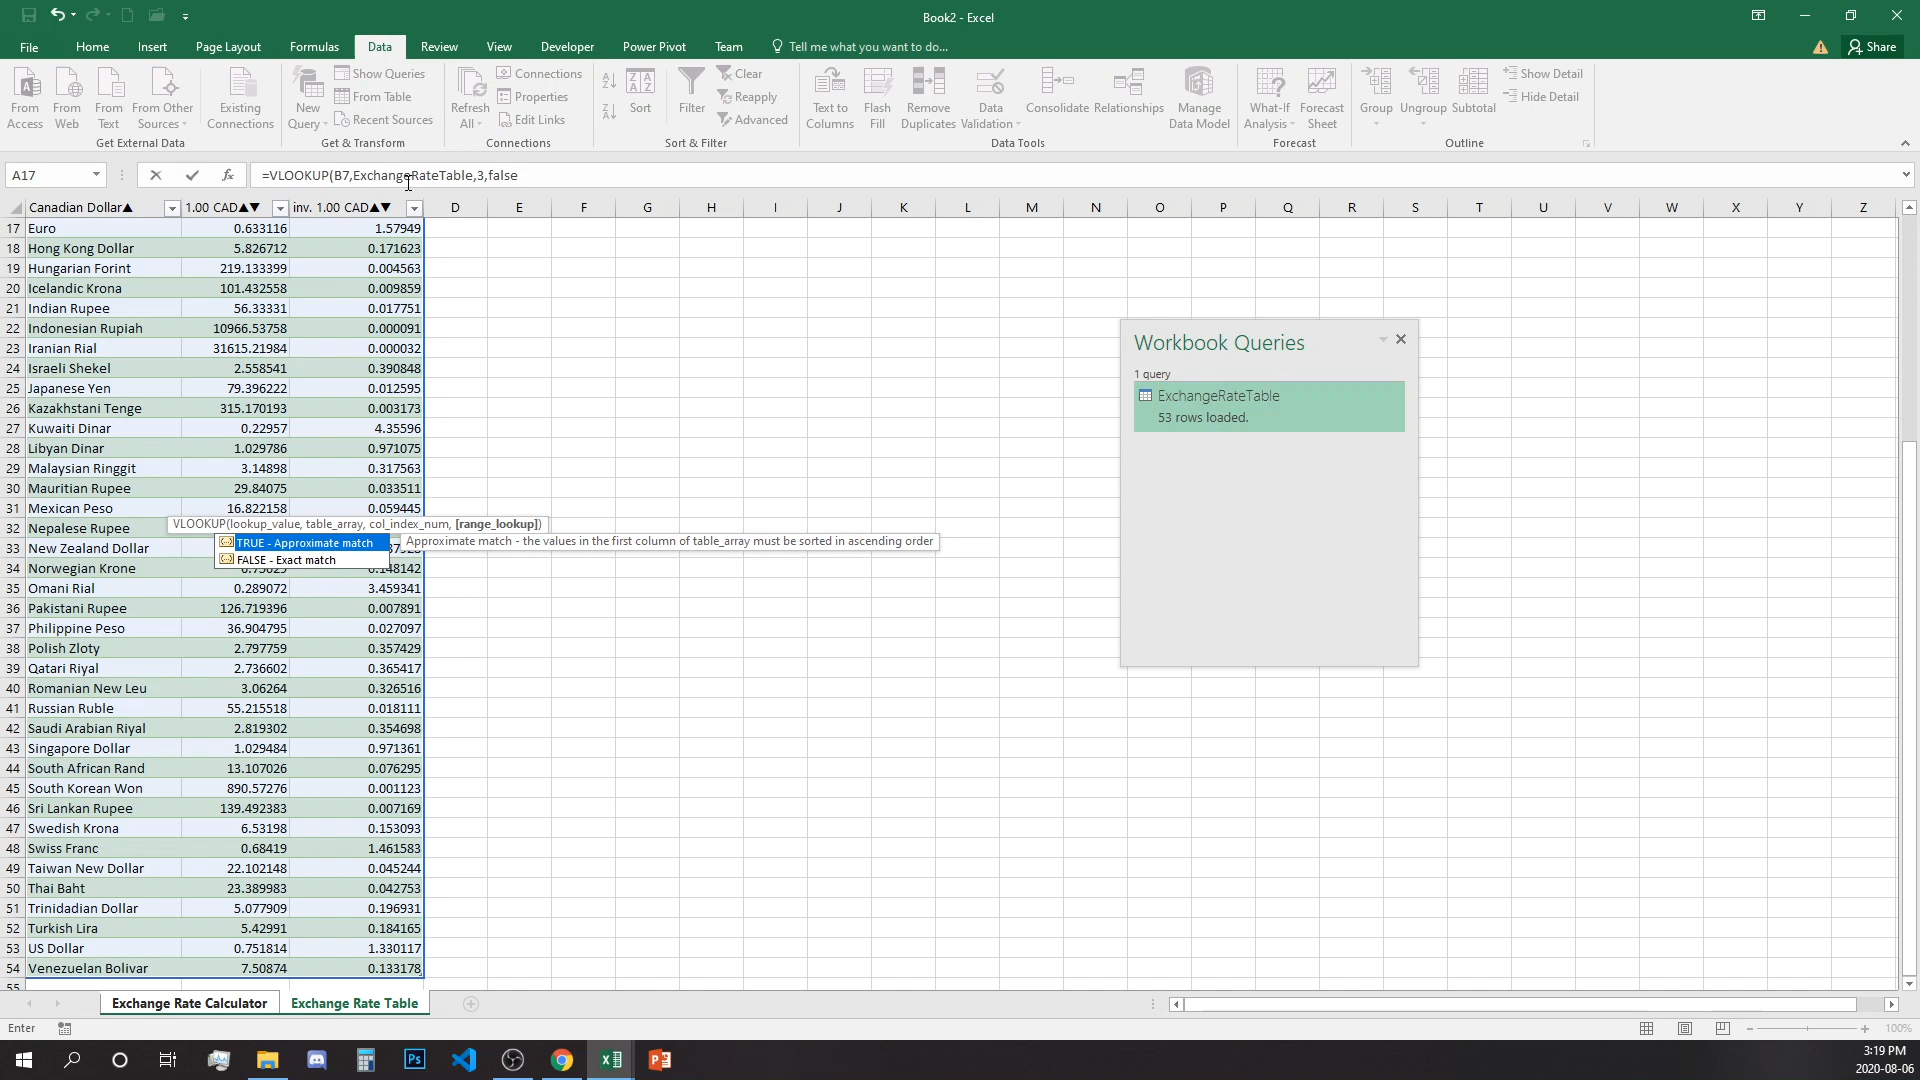 Book2 - Excel
File Home Insert Page Layout Formulas Data Review View Developer Power Pivot Team Tell me what you want to do... Share
From Access
From Web
From Text
From Other Sources
Existing Connections
Get External Data
New Query
Show Queries
From Table
Recent Sources
Get & Transform
Refresh All
Connections
Properties
Edit Links
Connections
Sort
Filter
Clear
Reapply
Advanced
Sort & Filter
Text to Columns
Flash Fill
Remove Duplicates
Data Validation
Consolidate
Relationships
Manage Data Model
Data Tools
What-If Analysis
Forecast Sheet
Forecast
Group
Ungroup
Subtotal
Show Detail
Hide Detail
Outline
A17 fx =VLOOKUP(B7,ExchangeRateTable,3,false
Canadian Dollar▲ 1.00 CAD▲▼ inv. 1.00 CAD▲▼ D E F G H I J K L M N O P Q R S T U V W X Y Z
17 Euro 0.633116 1.57949
18 Hong Kong Dollar 5.826712 0.171623
19 Hungarian Forint 219.133399 0.004563
20 Icelandic Krona 101.432558 0.009859
21 Indian Rupee 56.33331 0.017751
22 Indonesian Rupiah 10966.53758 0.000091
23 Iranian Rial 31615.21984 0.000032
24 Israeli Shekel 2.558541 0.390848
25 Japanese Yen 79.396222 0.012595
26 Kazakhstani Tenge 315.170193 0.003173
27 Kuwaiti Dinar 0.22957 4.35596
28 Libyan Dinar 1.029786 0.971075
29 Malaysian Ringgit 3.14898 0.317563
30 Mauritian Rupee 29.84075 0.033511
31 Mexican Peso 16.822158 0.059445
32 Nepalese Rupee
VLOOKUP(lookup_value, table_array, col_index_num, [range_lookup])
33 New Zealand Dollar
TRUE - Approximate match
Approximate match - the values in the first column of table_array must be sorted in ascending order
FALSE - Exact match
34 Norwegian Krone
35 Omani Rial 0.289072 3.459341
36 Pakistani Rupee 126.719396 0.007891
37 Philippine Peso 36.904795 0.027097
38 Polish Zloty 2.797759 0.357429
39 Qatari Riyal 2.736602 0.365417
40 Romanian New Leu 3.06264 0.326516
41 Russian Ruble 55.215518 0.018111
42 Saudi Arabian Riyal 2.819302 0.354698
43 Singapore Dollar 1.029484 0.971361
44 South African Rand 13.107026 0.076295
45 South Korean Won 890.57276 0.001123
46 Sri Lankan Rupee 139.492383 0.007169
47 Swedish Krona 6.53198 0.153093
48 Swiss Franc 0.68419 1.461583
49 Taiwan New Dollar 22.102148 0.045244
50 Thai Baht 23.389983 0.042753
51 Trinidadian Dollar 5.077909 0.196931
52 Turkish Lira 5.42991 0.184165
53 US Dollar 0.751814 1.330117
54 Venezuelan Bolivar 7.50874 0.133178
55
Workbook Queries
1 query
ExchangeRateTable
53 rows loaded.
Exchange Rate Calculator Exchange Rate Table
Enter 100%
Ps
3:19 PM
2020-08-06